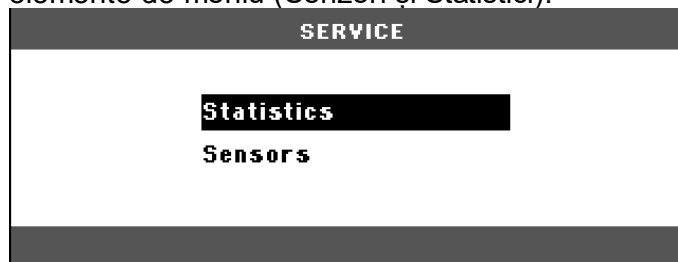 elemente de meniu (Senzori și Statistici).
SERVICE
Statistics
Sensors